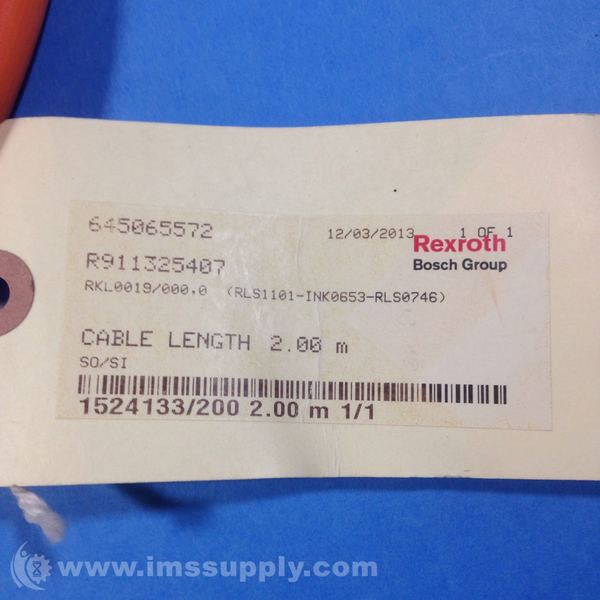 645065572
12/03/2013 1 OF 1
Rexroth
Bosch Group
R911325407
RKL0019/000,0 (RLS1101-INK0653-RLS0746)
CABLE LENGTH 2.00 m
SO/SI
1524133/200 2.00 m 1/1
© www.imssupply.com